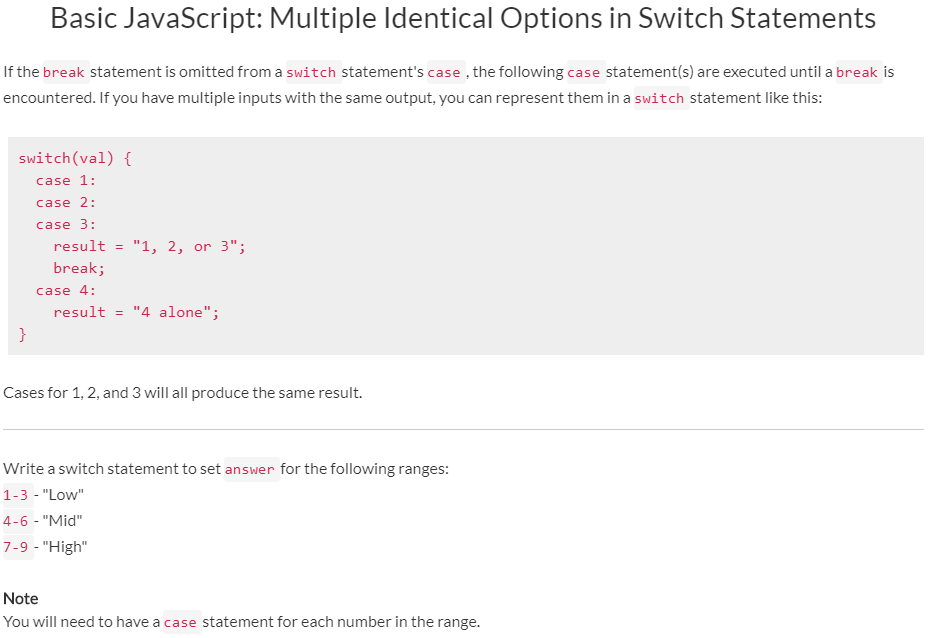 Basic JavaScript: Multiple Identical Options in Switch Statements
If the break statement is omitted from a switch statement's case , the following case statement(s) are executed until a break is
encountered. If you have multiple inputs with the same output, you can represent them in a switch statement like this:
switch(val) {
  case 1:
  case 2:
  case 3:
    result = "1, 2, or 3";
    break;
  case 4:
    result = "4 alone";
}
Cases for 1, 2, and 3 will all produce the same result.
Write a switch statement to set answer for the following ranges:
1-3 - "Low"
4-6 - "Mid"
7-9 - "High"
Note
You will need to have a case statement for each number in the range.